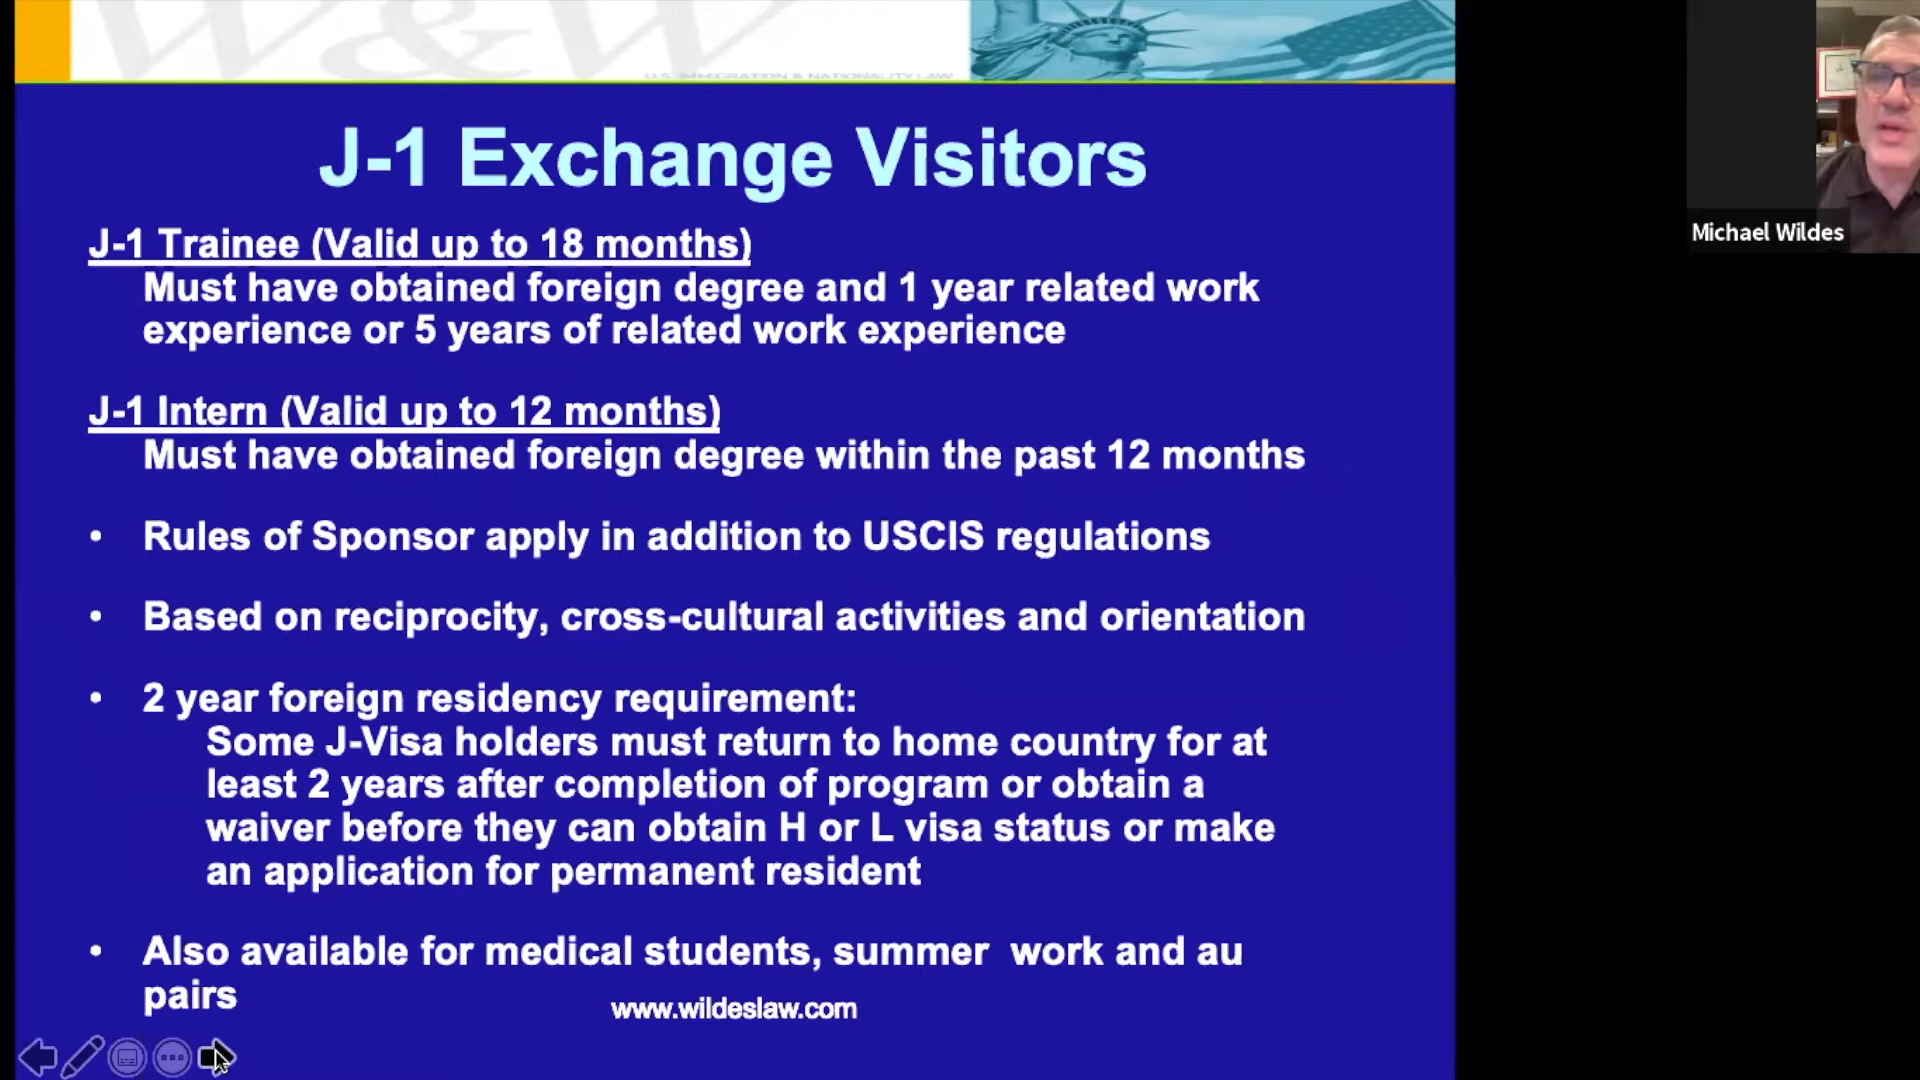 W&W
U.S. IMMIGRATION & NATIONALITY LAW
J-1 Exchange Visitors
J-1 Trainee (Valid up to 18 months)
Must have obtained foreign degree and 1 year related work
experience or 5 years of related work experience
J-1 Intern (Valid up to 12 months)
Must have obtained foreign degree within the past 12 months
• Rules of Sponsor apply in addition to USCIS regulations
• Based on reciprocity, cross-cultural activities and orientation
• 2 year foreign residency requirement:
Some J-Visa holders must return to home country for at
least 2 years after completion of program or obtain a
waiver before they can obtain H or L visa status or make
an application for permanent resident
• Also available for medical students, summer  work and au
pairs
www.wildeslaw.com
Michael Wildes